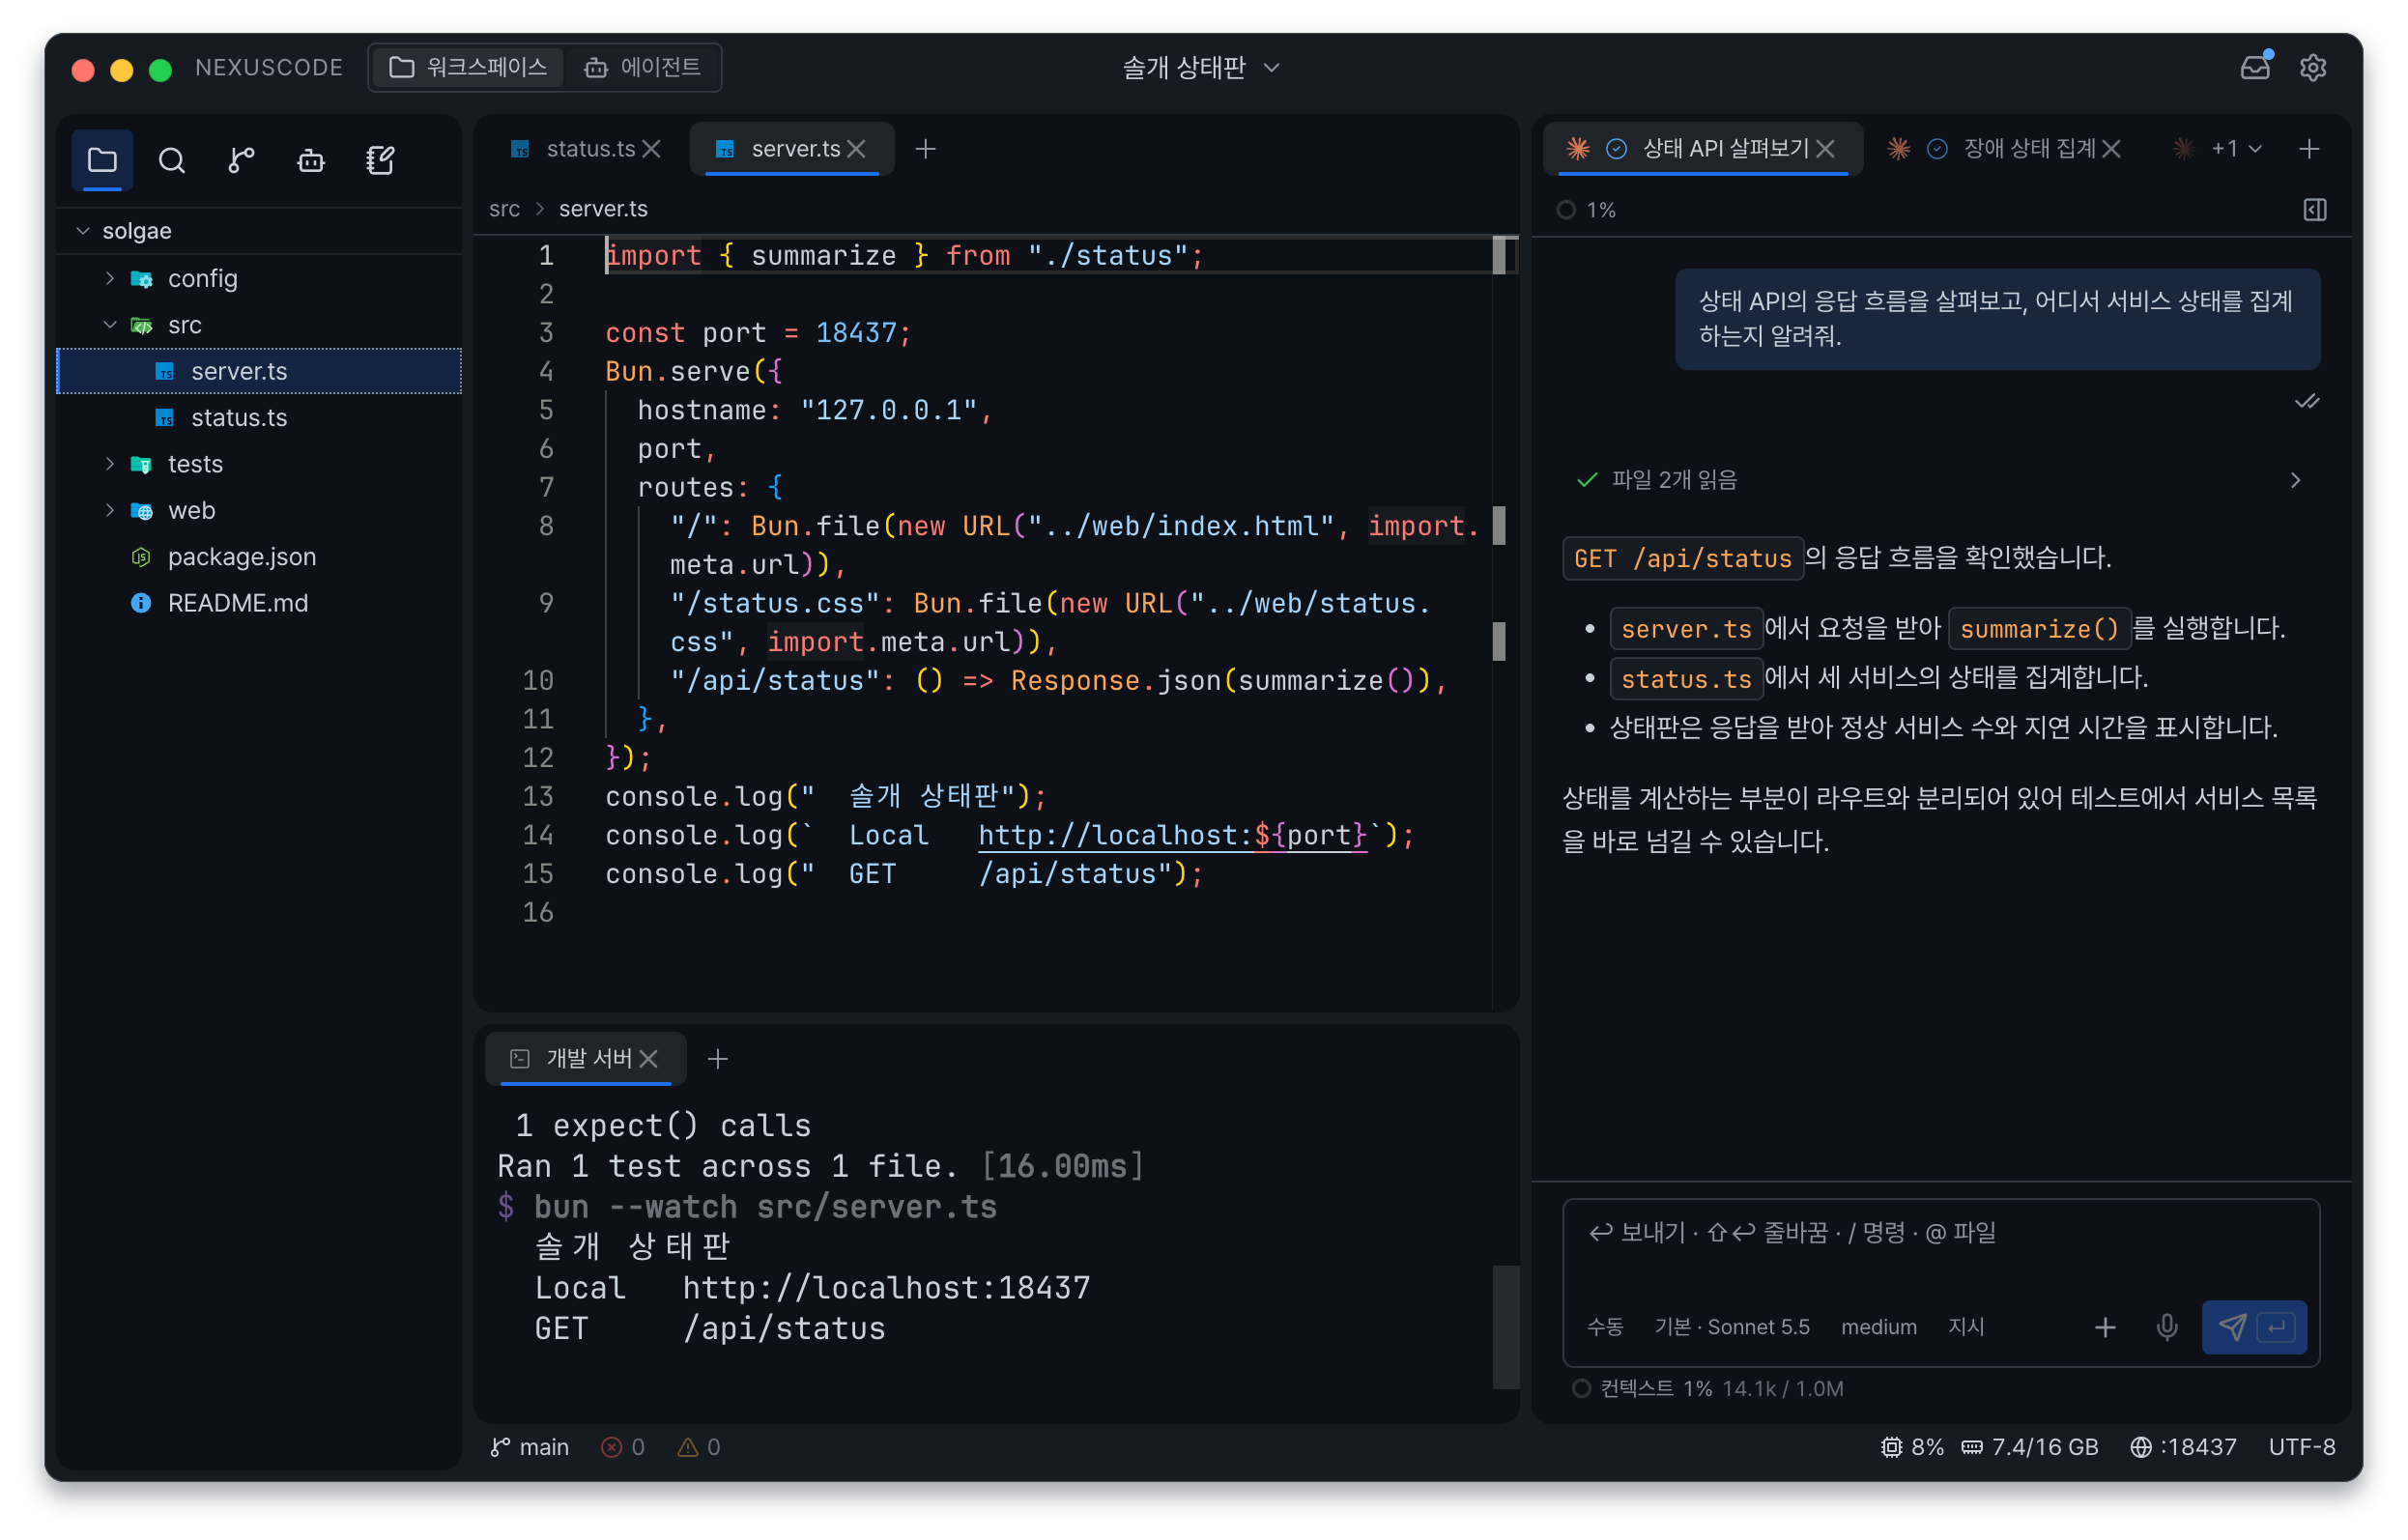 NEXUSCODE
워크스페이스
에이전트
솔개 상태판
solgae
config
src
server.ts
status.ts
tests
web
package.json
README.md
status.ts
server.ts
src > server.ts
1 import { summarize } from "./status";
2
3 const port = 18437;
4 Bun.serve({
5 hostname: "127.0.0.1",
6 port,
7 routes: {
8 "/": Bun.file(new URL("../web/index.html", import.
meta.url)),
9 "/status.css": Bun.file(new URL("../web/status.
css", import.meta.url)),
10 "/api/status": () => Response.json(summarize()),
11 },
12 });
13 console.log("  솔개 상태판");
14 console.log(`  Local   http://localhost:${port}`);
15 console.log("  GET     /api/status");
16
개발 서버
1 expect() calls
Ran 1 test across 1 file. [16.00ms]
$ bun --watch src/server.ts
솔개 상태판
Local   http://localhost:18437
GET     /api/status
main
0
0
상태 API 살펴보기
장애 상태 집계
+1
1%
상태 API의 응답 흐름을 살펴보고, 어디서 서비스 상태를 집계
하는지 알려줘.
파일 2개 읽음
GET /api/status의 응답 흐름을 확인했습니다.
• server.ts에서 요청을 받아 summarize()를 실행합니다.
• status.ts에서 세 서비스의 상태를 집계합니다.
• 상태판은 응답을 받아 정상 서비스 수와 지연 시간을 표시합니다.
상태를 계산하는 부분이 라우트와 분리되어 있어 테스트에서 서비스 목록
을 바로 넘길 수 있습니다.
↩ 보내기 · ⇧↩ 줄바꿈 · / 명령 · @ 파일
수동 기본 · Sonnet 5.5 medium 지시
컨텍스트 1% 14.1k / 1.0M
8% 7.4/16 GB :18437 UTF-8